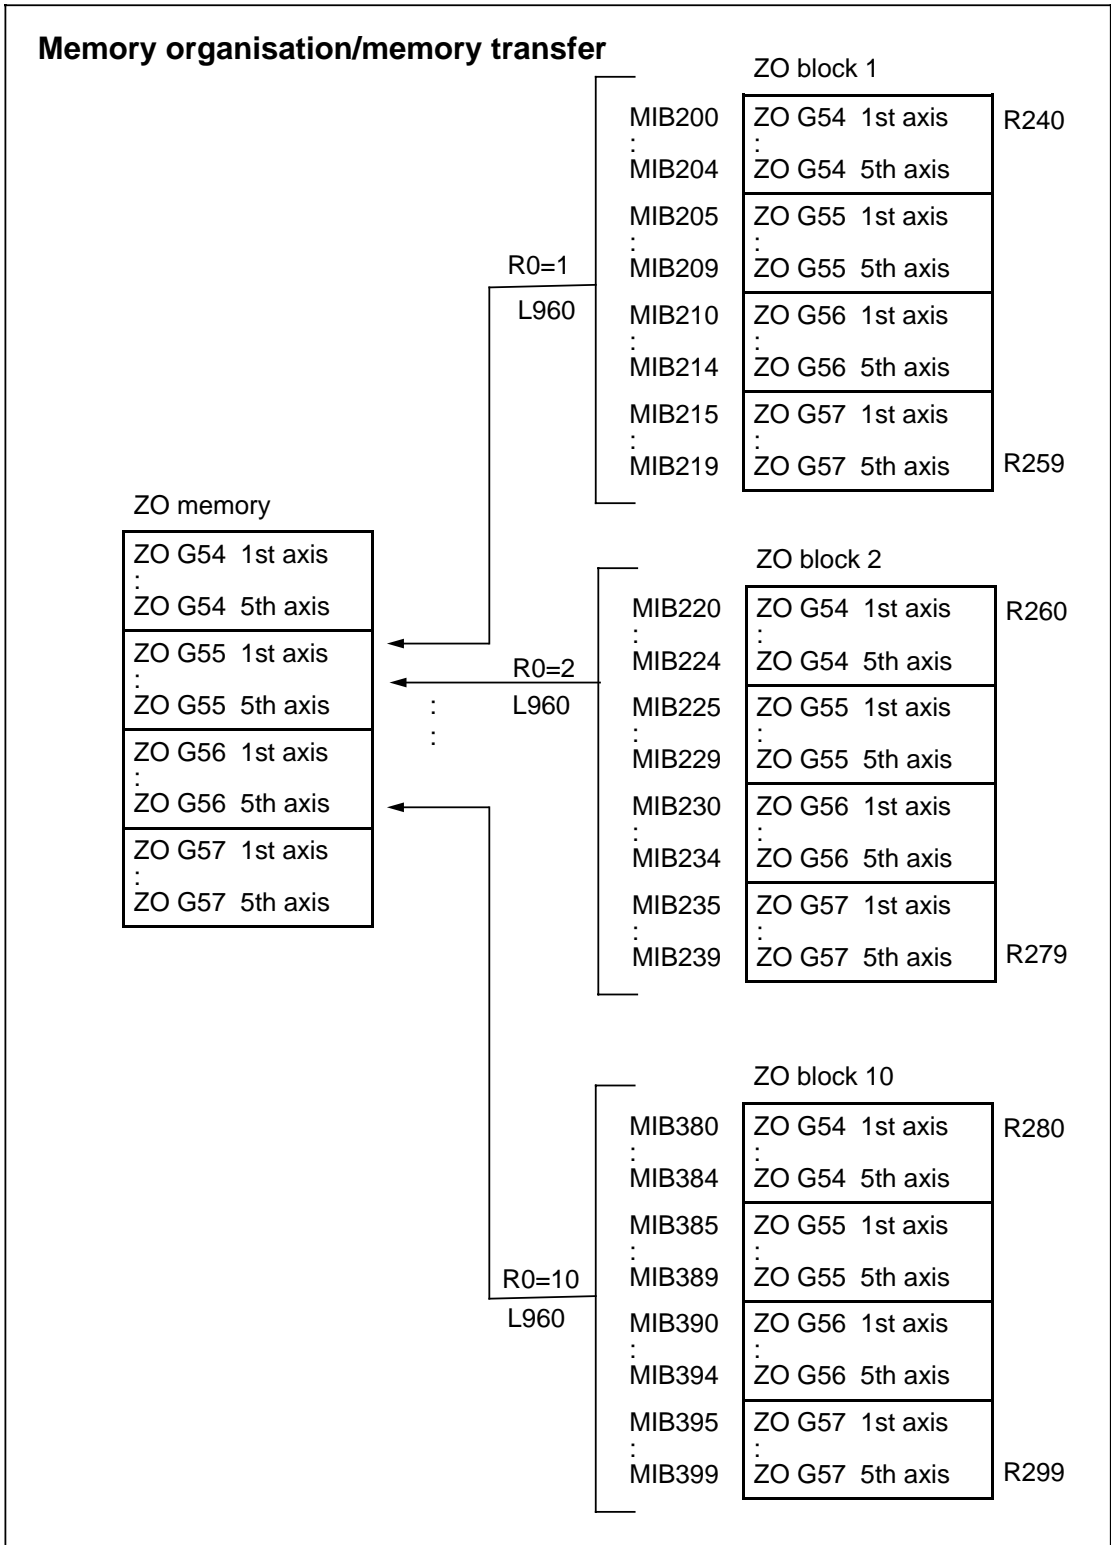 Memory organisation/memory transfer
ZO block 1
MIB200 ZO G54 1st axis R240
: :
MIB204 ZO G54 5th axis
MIB205 ZO G55 1st axis
: :
MIB209 ZO G55 5th axis
R0=1
L960
MIB210 ZO G56 1st axis
: :
MIB214 ZO G56 5th axis
MIB215 ZO G57 1st axis
: :
MIB219 ZO G57 5th axis R259
ZO memory
ZO G54 1st axis
:
ZO G54 5th axis
ZO G55 1st axis
:
ZO G55 5th axis
ZO G56 1st axis
:
ZO G56 5th axis
ZO G57 1st axis
:
ZO G57 5th axis
ZO block 2
MIB220 ZO G54 1st axis R260
: :
MIB224 ZO G54 5th axis
R0=2
L960
:
:
MIB225 ZO G55 1st axis
: :
MIB229 ZO G55 5th axis
MIB230 ZO G56 1st axis
: :
MIB234 ZO G56 5th axis
MIB235 ZO G57 1st axis
: :
MIB239 ZO G57 5th axis R279
ZO block 10
MIB380 ZO G54 1st axis R280
: :
MIB384 ZO G54 5th axis
MIB385 ZO G55 1st axis
: :
MIB389 ZO G55 5th axis
R0=10
L960
MIB390 ZO G56 1st axis
: :
MIB394 ZO G56 5th axis
MIB395 ZO G57 1st axis
: :
MIB399 ZO G57 5th axis R299